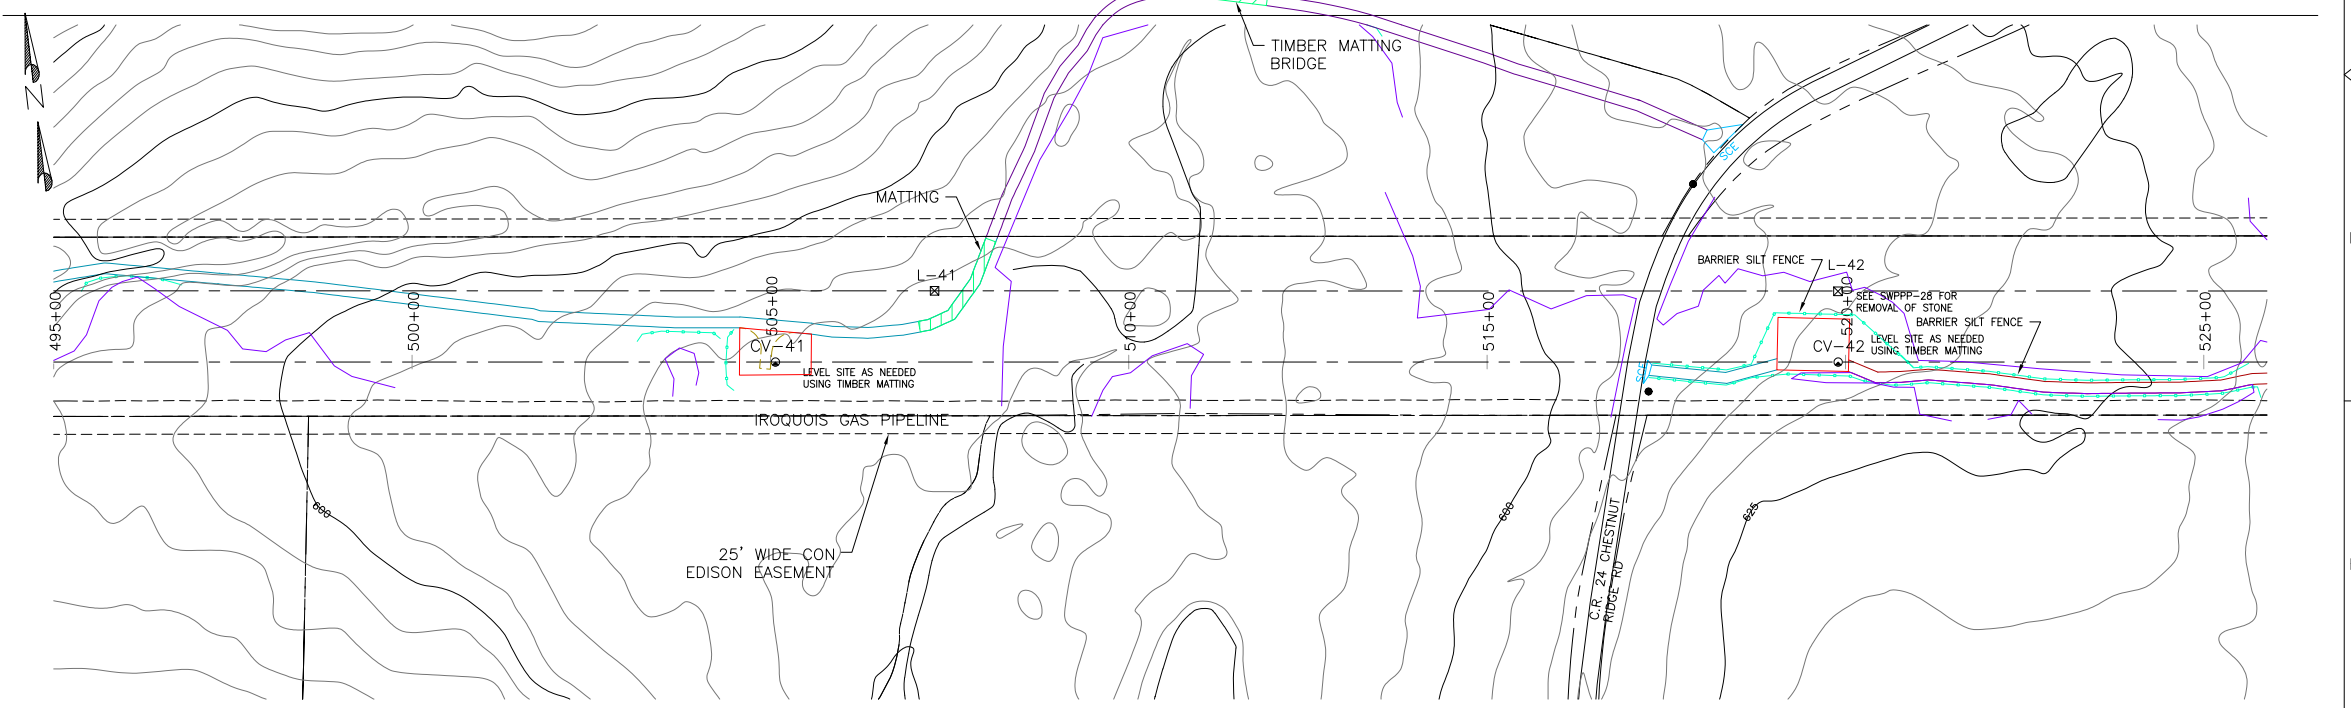 TIMBER MATTING
BRIDGE
N
SCE
MATTING
BARRIER SILT FENCE
L-42
L-41
SEE SWPPP-28 FOR
REMOVAL OF STONE
BARRIER SILT FENCE
495+00
500+00
505+00
510+00
515+00
520+00
525+00
CV-41
CV-42
LEVEL SITE AS NEEDED
USING TIMBER MATTING
LEVEL SITE AS NEEDED
USING TIMBER MATTING
SCE
IROQUOIS GAS PIPELINE
600
600
625
25' WIDE CON
EDISON EASEMENT
C.R. 24 CHESTNUT
RIDGE RD